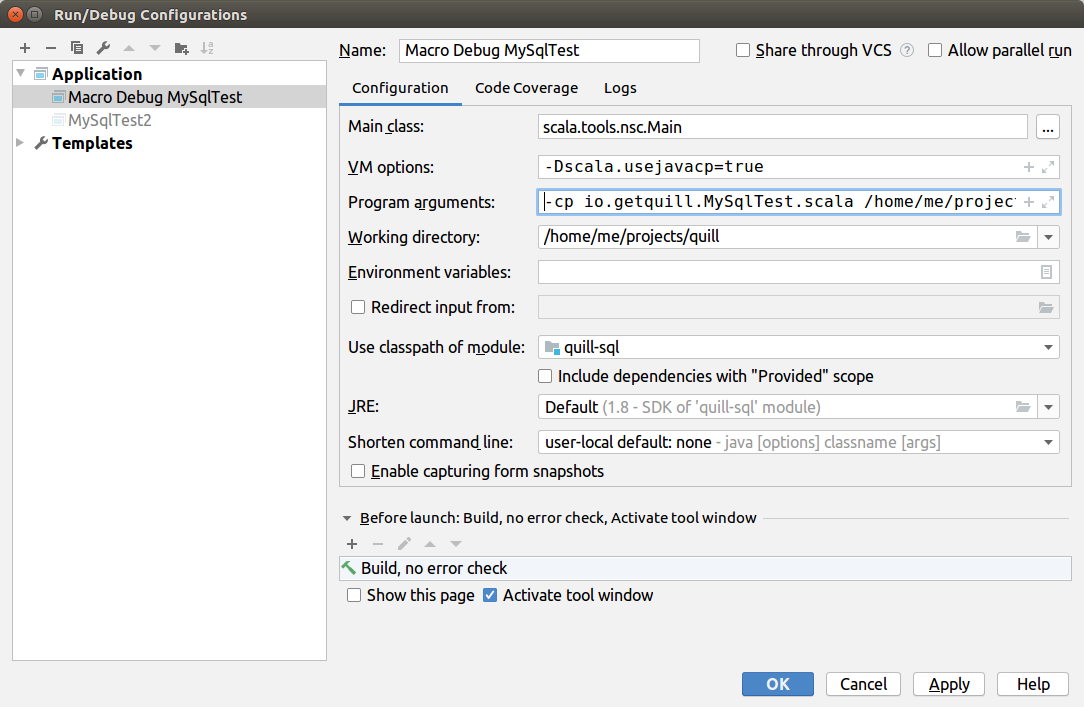 Run/Debug Configurations
Name: Macro Debug MySqlTest Share through VCS ? Allow parallel run
Application
Macro Debug MySqlTest
MySqlTest2
Templates
Configuration Code Coverage Logs
Main class: scala.tools.nsc.Main ...
VM options: -Dscala.usejavacp=true
Program arguments: -cp io.getquill.MySqlTest.scala /home/me/projec
Working directory: /home/me/projects/quill
Environment variables:
Redirect input from:
Use classpath of module: quill-sql
Include dependencies with "Provided" scope
JRE: Default (1.8 - SDK of 'quill-sql' module)
Shorten command line: user-local default: none - java [options] classname [args]
Enable capturing form snapshots
Before launch: Build, no error check, Activate tool window
Build, no error check
Show this page Activate tool window
OK Cancel Apply Help